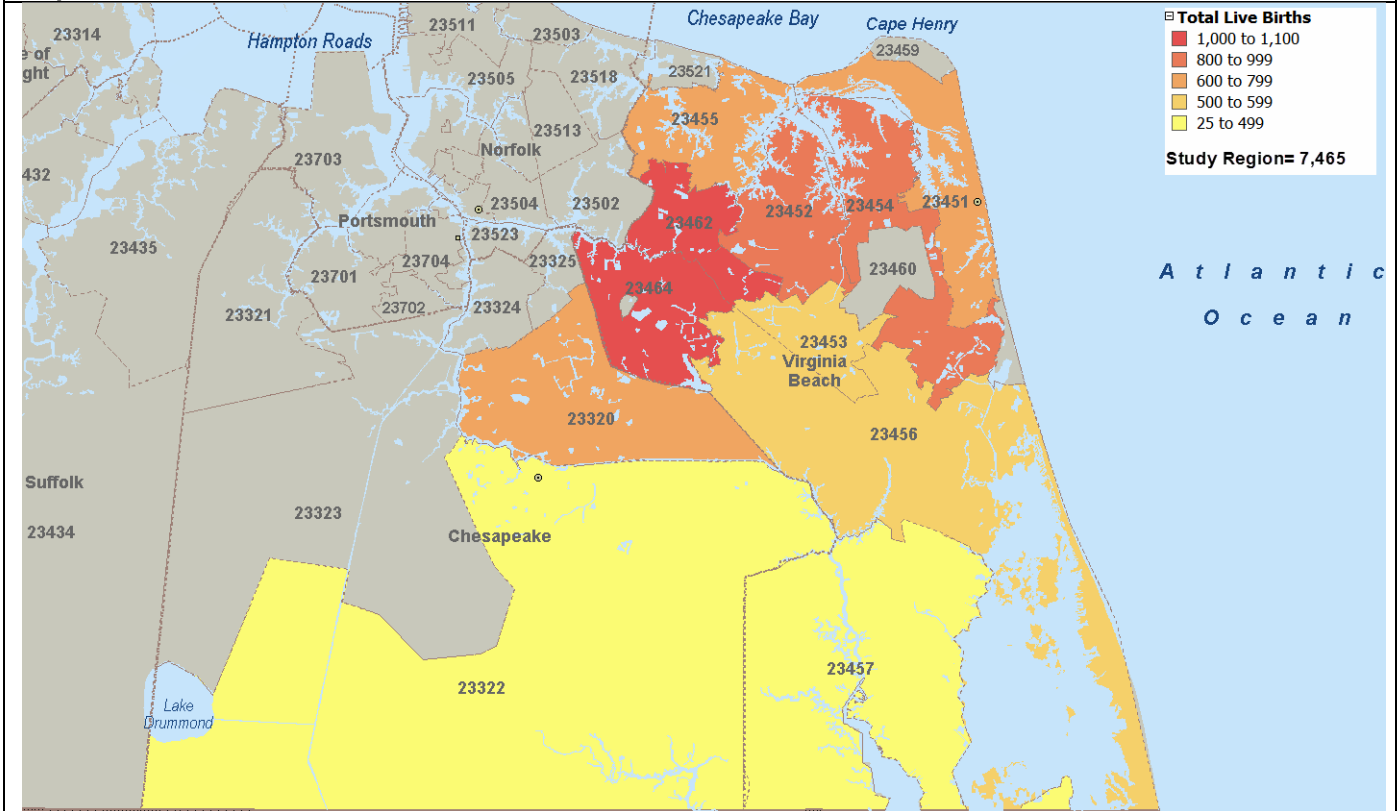 Chesapeake Bay
Cape Henry
Total Live Births
1,000 to 1,100
800 to 999
600 to 799
500 to 599
25 to 499
Study Region= 7,465
23314
e of
ght
Hampton Roads
23511
23503
23459
23505
23518
23521
23455
23513
Norfolk
23703
432
23504
23502
23452
23454
23451
Portsmouth
23462
23523
23435
23704
23325
23701
23460
Atlantic
Ocean
23464
23702
23324
23321
23453
Virginia
Beach
23320
23456
Suffolk
23323
23434
Chesapeake
23457
23322
Lake
Drummond